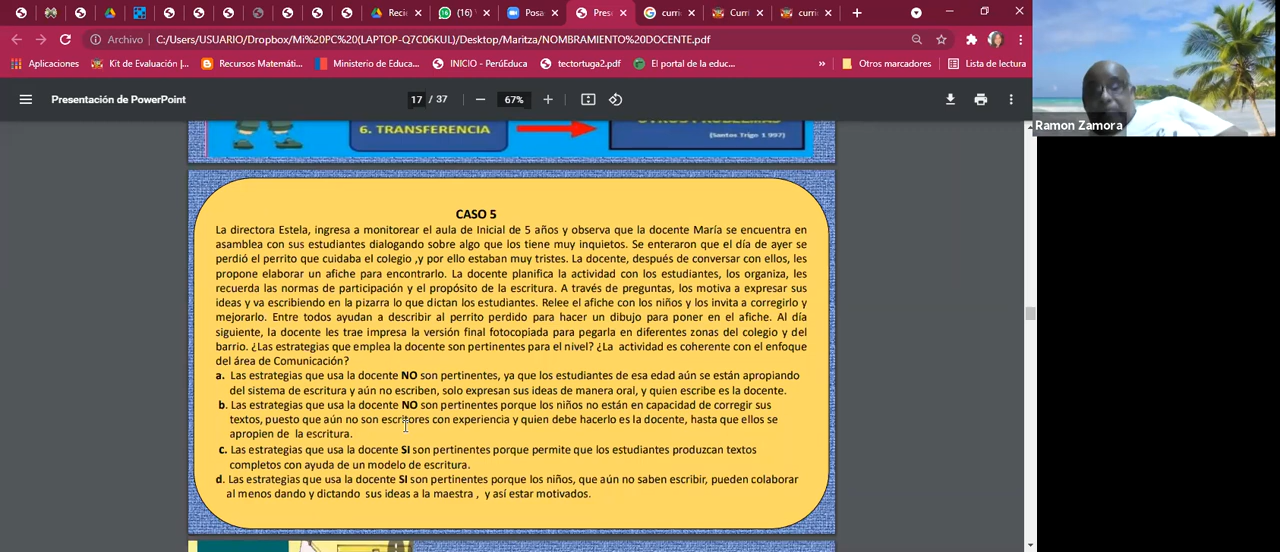 Recie
(16)
Posa
Pres
curric
Curri
curric
Archivo
C:/Users/USUARIO/Dropbox/Mi%20PC%20(LAPTOP-Q7C06KUL)/Desktop/Maritza/NOMBRAMIENTO%20DOCENTE.pdf
Aplicaciones
Kit de Evaluación |...
Recursos Matemáti...
Ministerio de Educa...
INICIO - PerúEduca
tectortuga2.pdf
El portal de la educ...
»
Otros marcadores
Lista de lectura
Presentación de PowerPoint
17 / 37
67%
Ramon Zamora
6. TRANSFERENCIA
OTROS PROBLEMAS
(Santos Trigo 1 997)
CASO 5
La directora Estela, ingresa a monitorear el aula de Inicial de 5 años y observa que la docente María se encuentra en
asamblea con sus estudiantes dialogando sobre algo que los tiene muy inquietos. Se enteraron que el día de ayer se
perdió el perrito que cuidaba el colegio ,y por ello estaban muy tristes. La docente, después de conversar con ellos, les
propone elaborar un afiche para encontrarlo. La docente planifica la actividad con los estudiantes, los organiza, les
recuerda las normas de participación y el propósito de la escritura. A través de preguntas, los motiva a expresar sus
ideas y va escribiendo en la pizarra lo que dictan los estudiantes. Relee el afiche con los niños y los invita a corregirlo y
mejorarlo. Entre todos ayudan a describir al perrito perdido para hacer un dibujo para poner en el afiche. Al día
siguiente, la docente les trae impresa la versión final fotocopiada para pegarla en diferentes zonas del colegio y del
barrio. ¿Las estrategias que emplea la docente son pertinentes para el nivel? ¿La actividad es coherente con el enfoque
del área de Comunicación?
a. Las estrategias que usa la docente NO son pertinentes, ya que los estudiantes de esa edad aún se están apropiando
del sistema de escritura y aún no escriben, solo expresan sus ideas de manera oral, y quien escribe es la docente.
b. Las estrategias que usa la docente NO son pertinentes porque los niños no están en capacidad de corregir sus
textos, puesto que aún no son escritores con experiencia y quien debe hacerlo es la docente, hasta que ellos se
apropien de la escritura.
c. Las estrategias que usa la docente SI son pertinentes porque permite que los estudiantes produzcan textos
completos con ayuda de un modelo de escritura.
d. Las estrategias que usa la docente SI son pertinentes porque los niños, que aún no saben escribir, pueden colaborar
al menos dando y dictando sus ideas a la maestra , y así estar motivados.